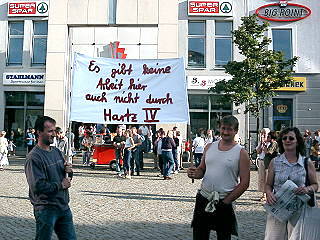 SUPER SPAR
SUPER SPAR
BIG POINT
STAHLMANN
Es gibt keine
Arbeit hier
auch nicht durch
Hartz IV